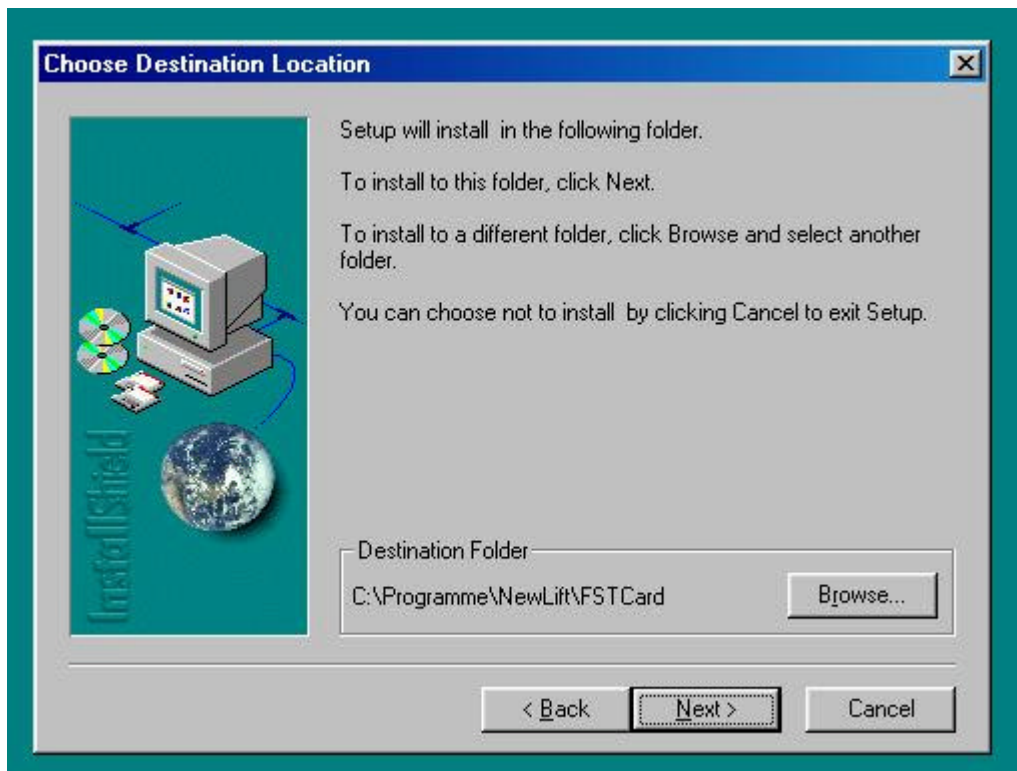 Choose Destination Location
Setup will install  in the following folder.
To install to this folder, click Next.
To install to a different folder, click Browse and select another
folder.
You can choose not to install  by clicking Cancel to exit Setup.
InstallShield
Destination Folder
C:\Programme\NewLift\FSTCard
Browse...
< Back
Next >
Cancel